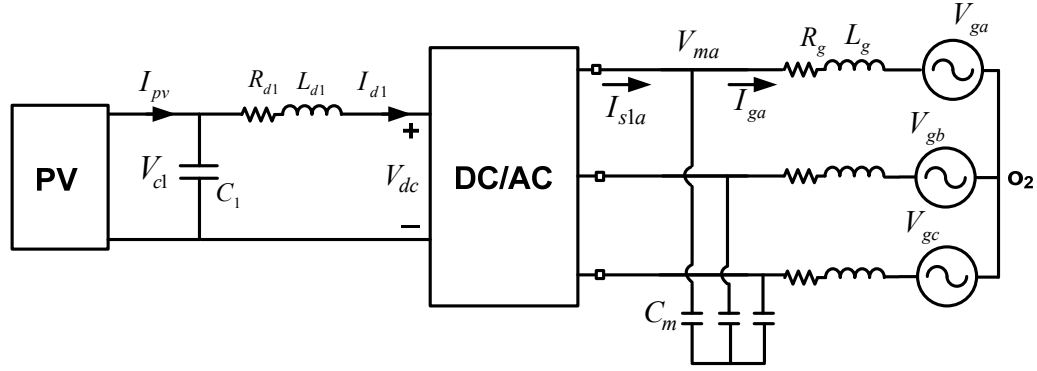 V_ga
V_ma
R_g
L_g
I_pv
R_d1
L_d1
I_d1
I_s1a
I_ga
V_gb
+
PV
V_c1
C_1
V_dc
DC/AC
o_2
−
V_gc
C_m